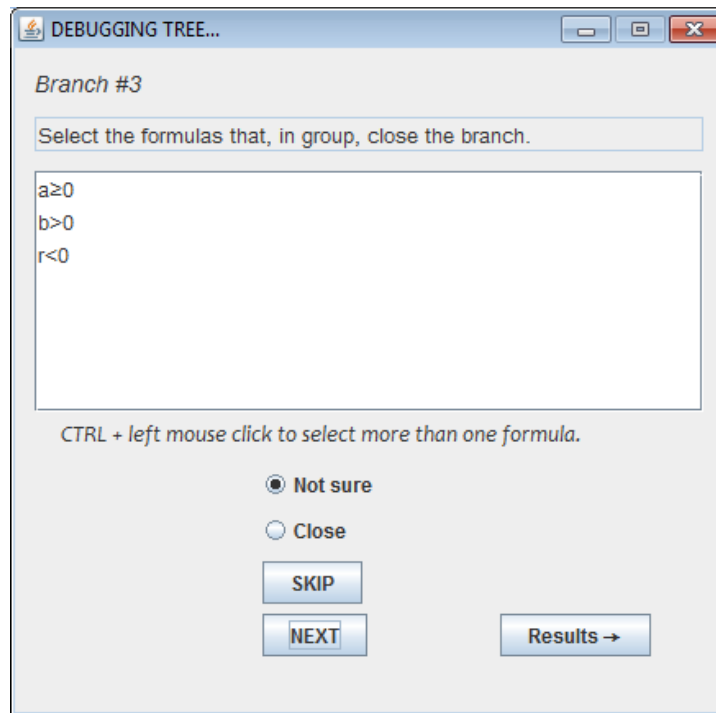 DEBUGGING TREE...
Branch #3
Select the formulas that, in group, close the branch.
a≥0
b>0
r<0
CTRL + left mouse click to select more than one formula.
Not sure
Close
SKIP
NEXT
Results →